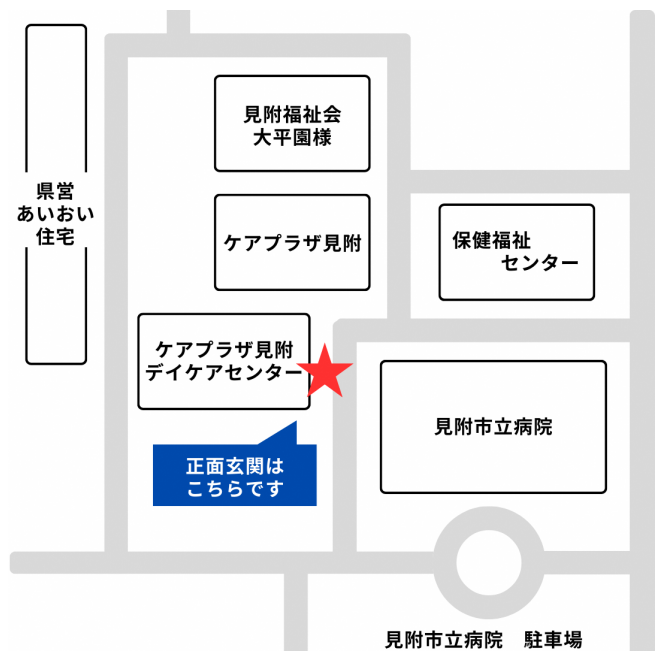 見附福祉会
大平園様
県営
あいおい
住宅
ケアプラザ見附
保健福祉
センター
ケアプラザ見附
デイケアセンター
見附市立病院
正面玄関は
こちらです
見附市立病院　駐車場